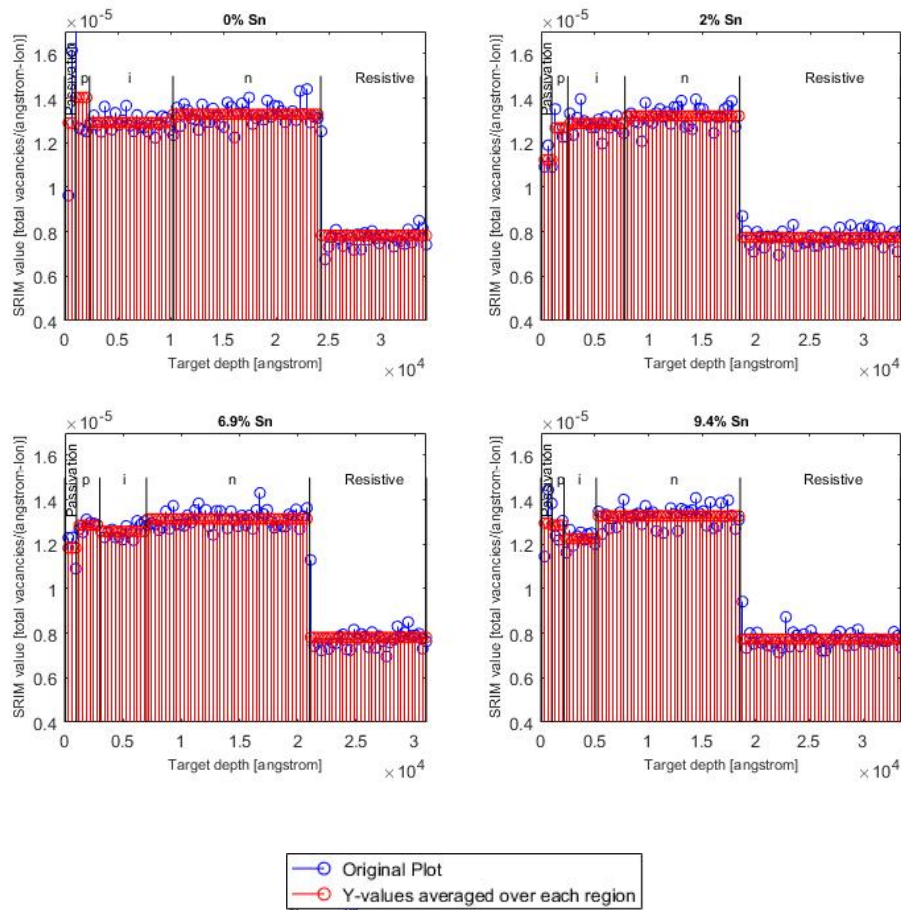 × 10⁻⁵
0% Sn
1.6
1.4
1.2
1
0.8
0.6
0.4
SRIM value [total vacancies/(angstrom-Ion)]
Passivation
p
i
n
Resistive
0
0.5
1
1.5
2
2.5
3
Target depth [angstrom]
× 10⁴
× 10⁻⁵
2% Sn
1.6
1.4
1.2
1
0.8
0.6
0.4
SRIM value [total vacancies/(angstrom-Ion)]
Passivation
p
i
n
Resistive
0
0.5
1
1.5
2
2.5
3
Target depth [angstrom]
× 10⁴
× 10⁻⁵
6.9% Sn
1.6
1.4
1.2
1
0.8
0.6
0.4
SRIM value [total vacancies/(angstrom-Ion)]
Passivation
p
i
n
Resistive
0
0.5
1
1.5
2
2.5
3
Target depth [angstrom]
× 10⁴
× 10⁻⁵
9.4% Sn
1.6
1.4
1.2
1
0.8
0.6
0.4
SRIM value [total vacancies/(angstrom-Ion)]
Passivation
p
i
n
Resistive
0
0.5
1
1.5
2
2.5
3
Target depth [angstrom]
× 10⁴
Original Plot
Y-values averaged over each region